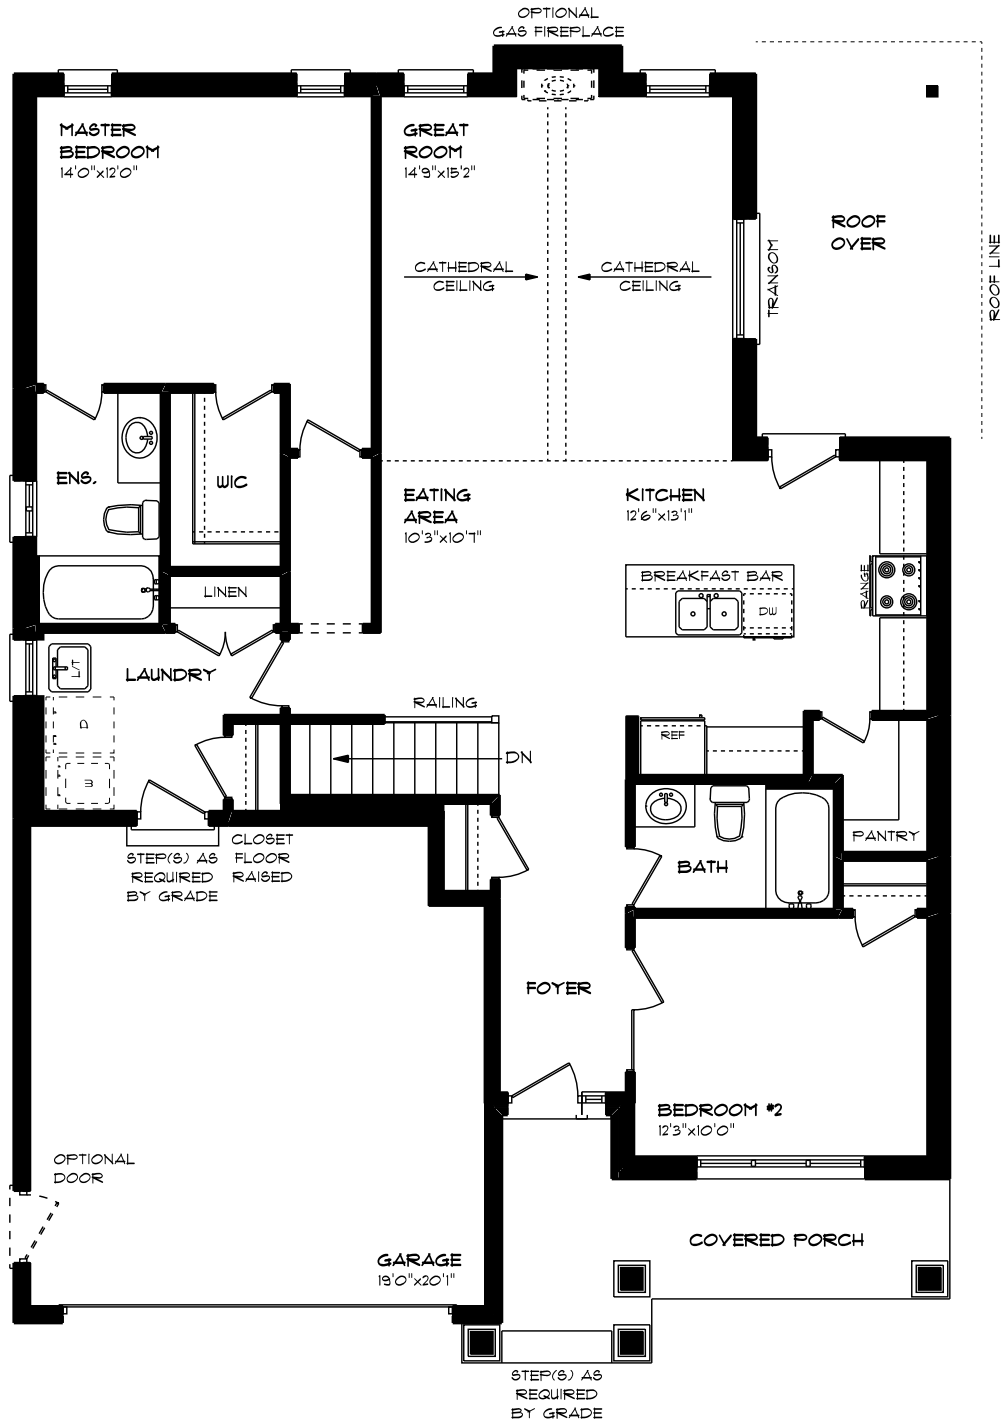 OPTIONAL
GAS FIREPLACE
MASTER
BEDROOM
14'0"x12'0"
GREAT
ROOM
14'9"x15'2"
ROOF
OVER
ROOF LINE
TRANSOM
CATHEDRAL
CEILING
CATHEDRAL
CEILING
ENS.
WIC
EATING
AREA
10'3"x10'7"
KITCHEN
12'6"x13'1"
LINEN
BREAKFAST BAR
DW
RANGE
LAUNDRY
L/T
D
W
RAILING
DN
REF
PANTRY
CLOSET
FLOOR
RAISED
STEP(S) AS
REQUIRED
BY GRADE
BATH
FOYER
BEDROOM #2
12'3"x10'0"
OPTIONAL
DOOR
GARAGE
19'0"x20'1"
COVERED PORCH
STEP(S) AS
REQUIRED
BY GRADE